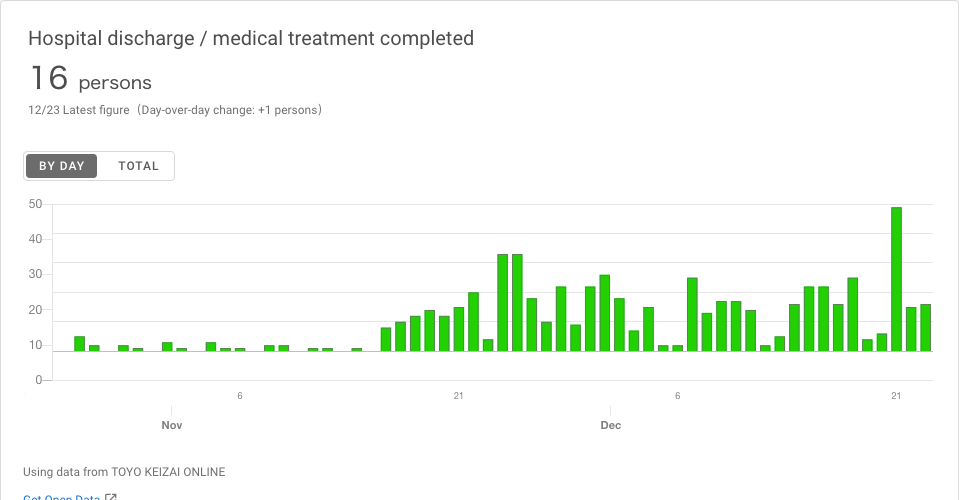 Hospital discharge / medical treatment completed
16 persons
12/23 Latest figure（Day-over-day change: +1 persons）
BY DAY TOTAL
50
40
30
20
10
0
6 21 6 21
Nov Dec
Using data from TOYO KEIZAI ONLINE
Get Open Data